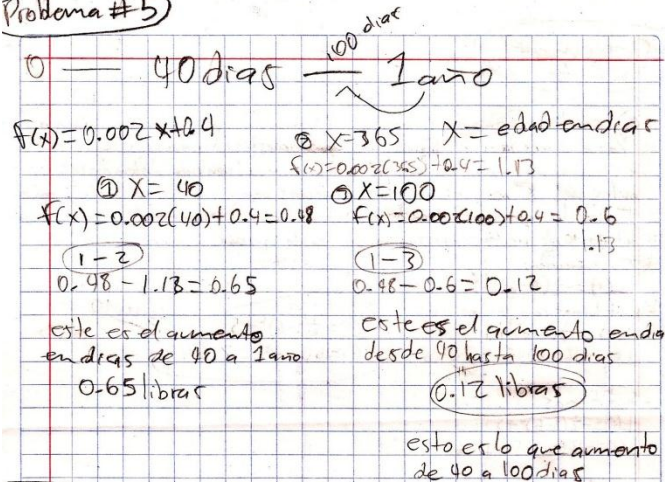 Problema #5)
100 dias
0 — 40 dias — 1 año
f(x)=0.002x+0.4
② X=365 X= edad en dias
f(x)=0.002(365)+0.4=1.13
① X=40
③ X=100
f(x)=0.002(40)+0.4=0.48
f(x)=0.002(100)+0.4=0.6
1.13
1-2
1-3
0.48-1.13=0.65
0.48-0.6=0.12
este es el aumento
en dias de 40 a 1 año
0.65 libras
este es el aumento en dia
desde 40 hasta 100 dias
0.12 libras
esto es lo que aumento
de 40 a 100 dias